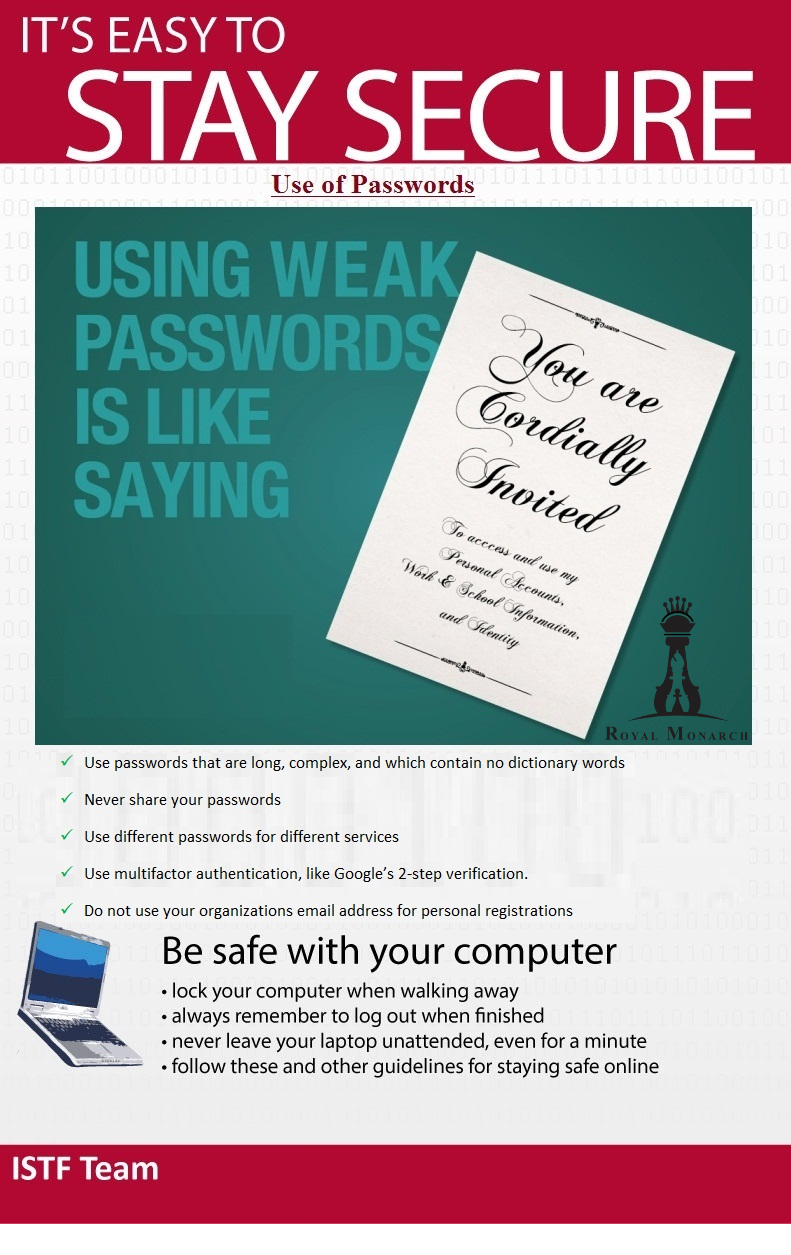 IT'S EASY TO
STAY SECURE
Use of Passwords
USING WEAK
PASSWORDS
IS LIKE
SAYING
You are
Cordially
Invited
To acccess and use my
Personal Accounts,
Work & School Information,
and Identity
ROYAL MONARCH
✓ Use passwords that are long, complex, and which contain no dictionary words
✓ Never share your passwords
✓ Use different passwords for different services
✓ Use multifactor authentication, like Google's 2-step verification.
✓ Do not use your organizations email address for personal registrations
Be safe with your computer
• lock your computer when walking away
• always remember to log out when finished
• never leave your laptop unattended, even for a minute
• follow these and other guidelines for staying safe online
ISTF Team